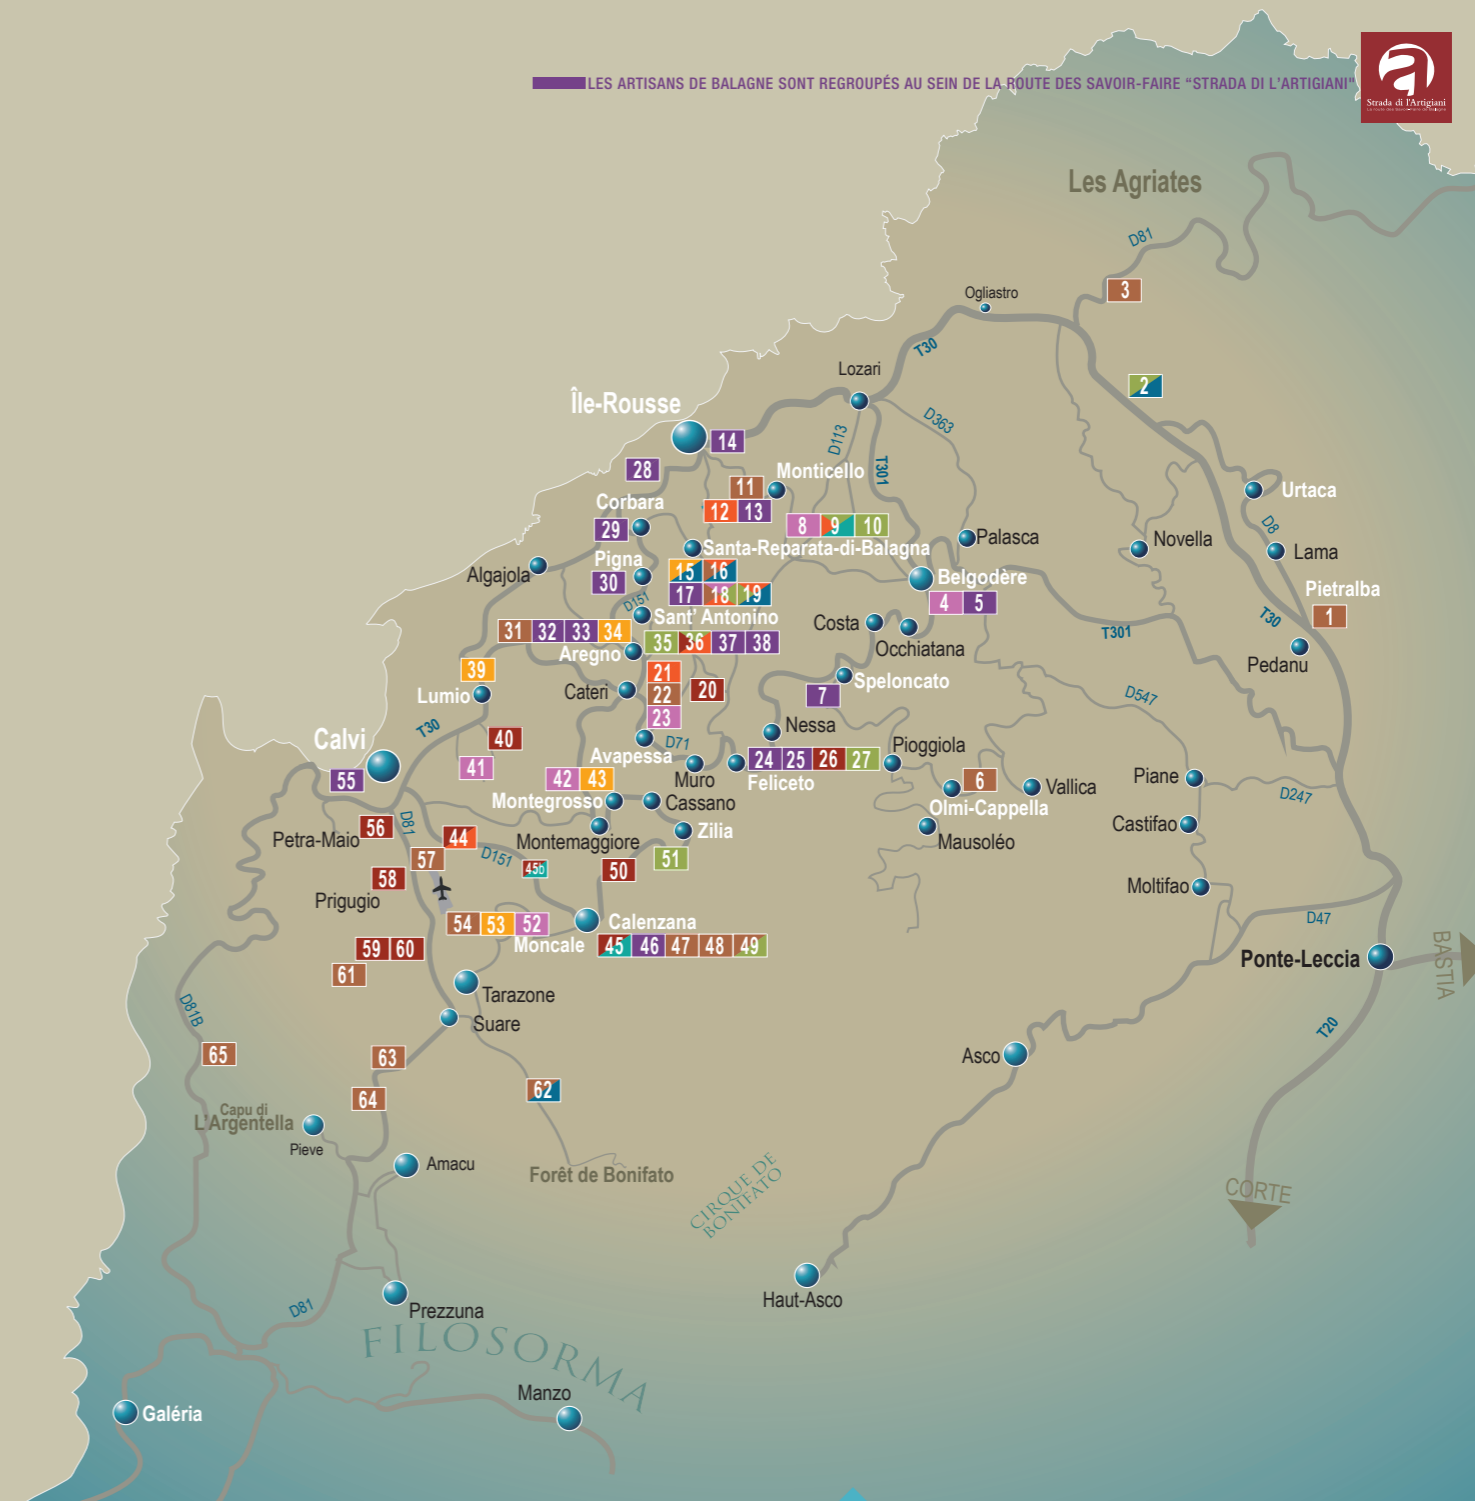 LES ARTISANS DE BALAGNE SONT REGROUPÉS AU SEIN DE LA ROUTE DES SAVOIR-FAIRE “STRADA DI L’ARTIGIANI”
Strada di l'Artigiani
Les Agriates
D81
3
Ogliastro
T30
Lozari
2
Île-Rousse
14
D113
D363
T301
28
Monticello
11
12 13
Corbara
29
8 9 10
Urtaca
D8
Santa-Reparata-di-Balagna
Palasca
Novella
Lama
Pigna
30
15 16
17 18 19
Algajola
D151
Belgodère
4 5
Pietralba
1
T30
Sant’ Antonino
31 32 33 34
35 36 37 38
Aregno
Costa
Occhiatana
T301
Pedanu
39
Lumio
Cateri
21
22
23
20
Speloncato
7
D547
T30
Nessa
Calvi
55
40
41
Avapessa
D71
Muro
24 25 26 27
Feliceto
Pioggiola
6
Olmi-Cappella
Vallica
Piane
D247
42 43
Montegrosso
Cassano
Mausoléo
Castifao
56
Petra-Maio
D81
44
D151
57
Montemaggiore
Zilia
51
45b
50
58
Prigugio
Moltifao
D47
54 53 52
Calenzana
Moncale
45 46 47 48 49
59 60
61
Ponte-Leccia
BASTIA
Tarazone
Suare
D81B
T20
65
63
Asco
62
64
Capu di
L’Argentella
Pieve
Amacu
Forêt de Bonifato
CIRQUE DE
BONIFATO
CORTE
Haut-Asco
D81
Prezzuna
FILOSORMA
Manzo
Galéria